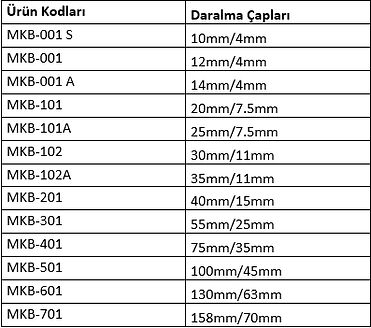 Ürün Kodları Daralma Çapları
MKB-001 S 10mm/4mm
MKB-001 12mm/4mm
MKB-001 A 14mm/4mm
MKB-101 20mm/7.5mm
MKB-101A 25mm/7.5mm
MKB-102 30mm/11mm
MKB-102A 35mm/11mm
MKB-201 40mm/15mm
MKB-301 55mm/25mm
MKB-401 75mm/35mm
MKB-501 100mm/45mm
MKB-601 130mm/63mm
MKB-701 158mm/70mm